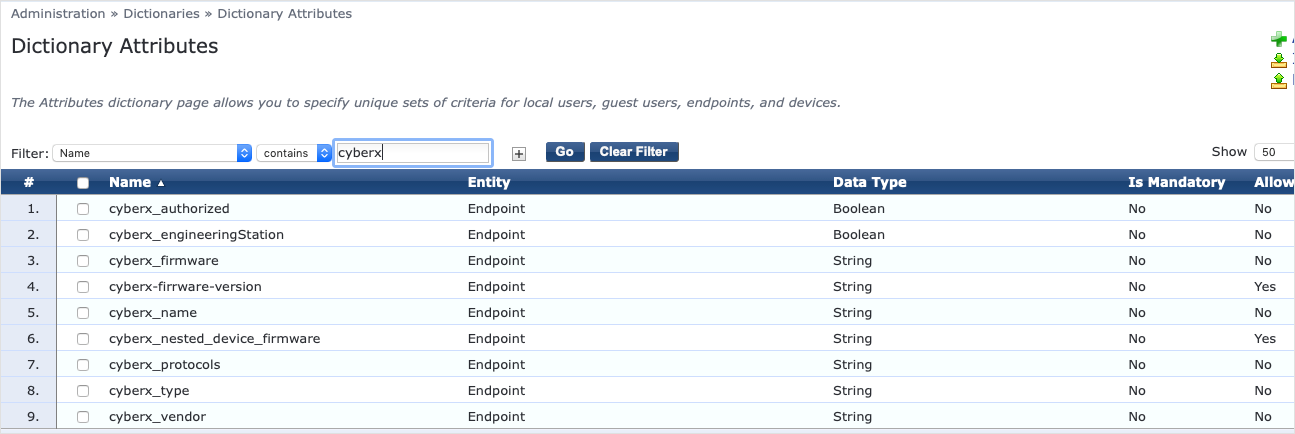 Administration » Dictionaries » Dictionary Attributes
Dictionary Attributes
The Attributes dictionary page allows you to specify unique sets of criteria for local users, guest users, endpoints, and devices.
Filter: Name contains cyberx Go Clear Filter Show 50
# Name ▲ Entity Data Type Is Mandatory Allow
1. cyberx_authorized Endpoint Boolean No No
2. cyberx_engineeringStation Endpoint Boolean No No
3. cyberx_firmware Endpoint String No No
4. cyberx-firrware-version Endpoint String No Yes
5. cyberx_name Endpoint String No No
6. cyberx_nested_device_firmware Endpoint String No Yes
7. cyberx_protocols Endpoint String No No
8. cyberx_type Endpoint String No No
9. cyberx_vendor Endpoint String No No